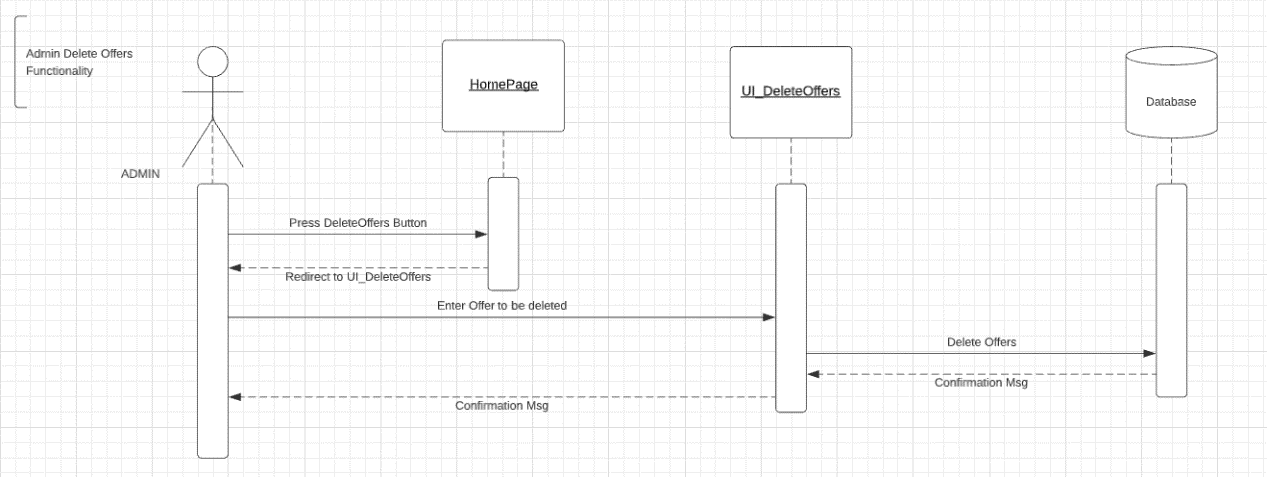 Admin Delete Offers
Functionality
HomePage
UI_DeleteOffers
Database
ADMIN
Press DeleteOffers Button
Redirect to UI_DeleteOffers
Enter Offer to be deleted
Delete Offers
Confirmation Msg
Confirmation Msg